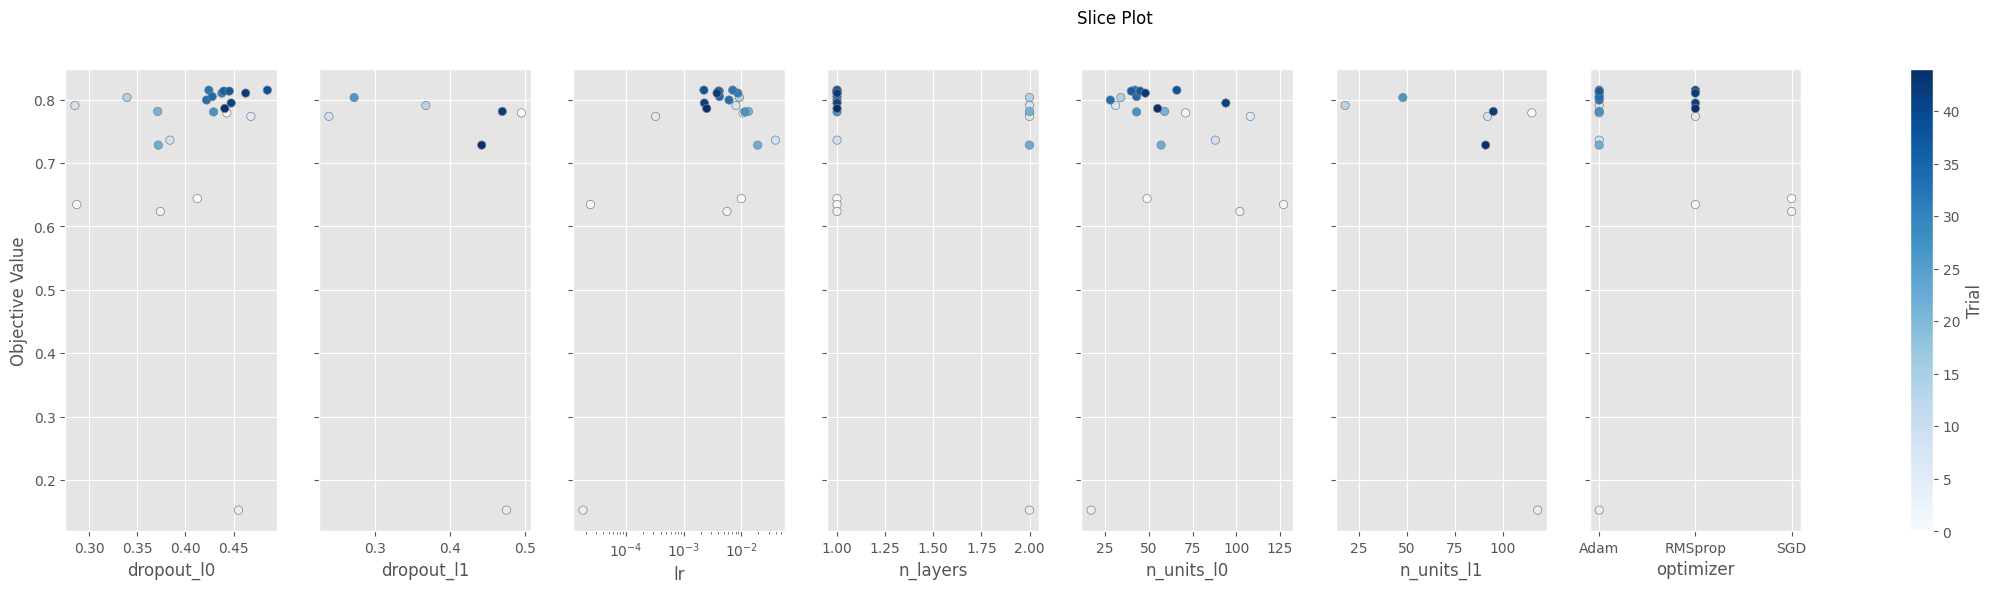 Slice Plot
Objective Value
0.8
0.7
0.6
0.5
0.4
0.3
0.2
0.30 0.35 0.40 0.45
dropout_l0
0.3 0.4 0.5
dropout_l1
10⁻⁴ 10⁻³ 10⁻²
lr
1.00 1.25 1.50 1.75 2.00
n_layers
25 50 75 100 125
n_units_l0
25 50 75 100
n_units_l1
Adam RMSprop SGD
optimizer
40
35
30
25
20
15
10
5
0
Trial